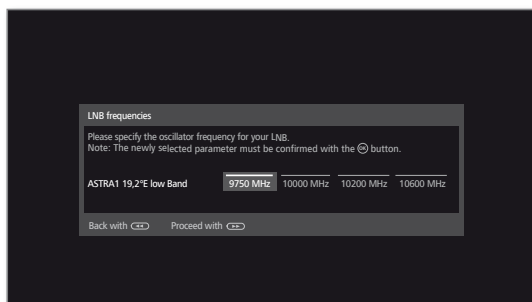 LNB frequencies
Please specify the oscillator frequency for your LNB.
Note: The newly selected parameter must be confirmed with the OK button.
ASTRA1 19,2°E low Band 9750 MHz 10000 MHz 10200 MHz 10600 MHz
Back with Proceed with